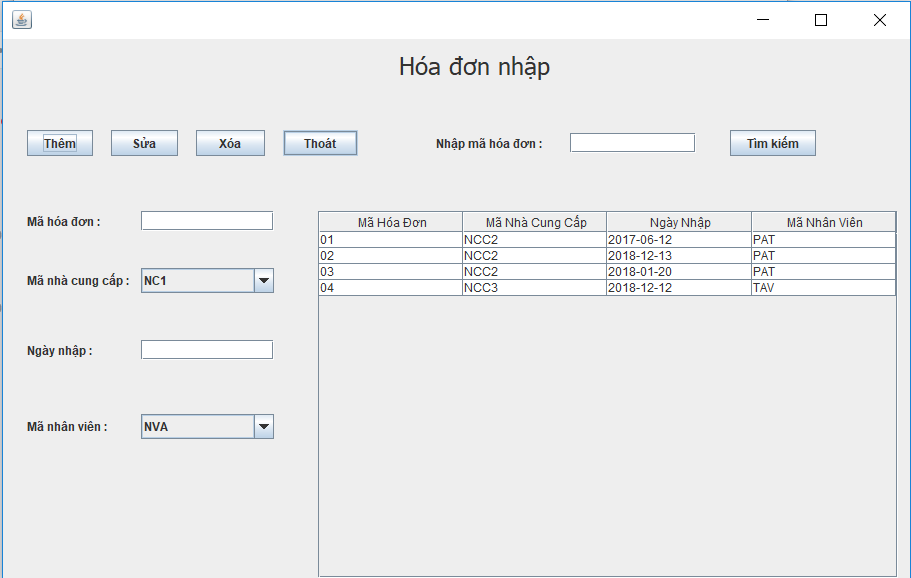 Hóa đơn nhập
Thêm Sửa Xóa Thoát Nhập mã hóa đơn : Tìm kiếm
Mã hóa đơn :
Mã nhà cung cấp : NC1
Ngày nhập :
Mã nhân viên : NVA
Mã Hóa Đơn Mã Nhà Cung Cấp Ngày Nhập Mã Nhân Viên
01 NCC2 2017-06-12 PAT
02 NCC2 2018-12-13 PAT
03 NCC2 2018-01-20 PAT
04 NCC3 2018-12-12 TAV